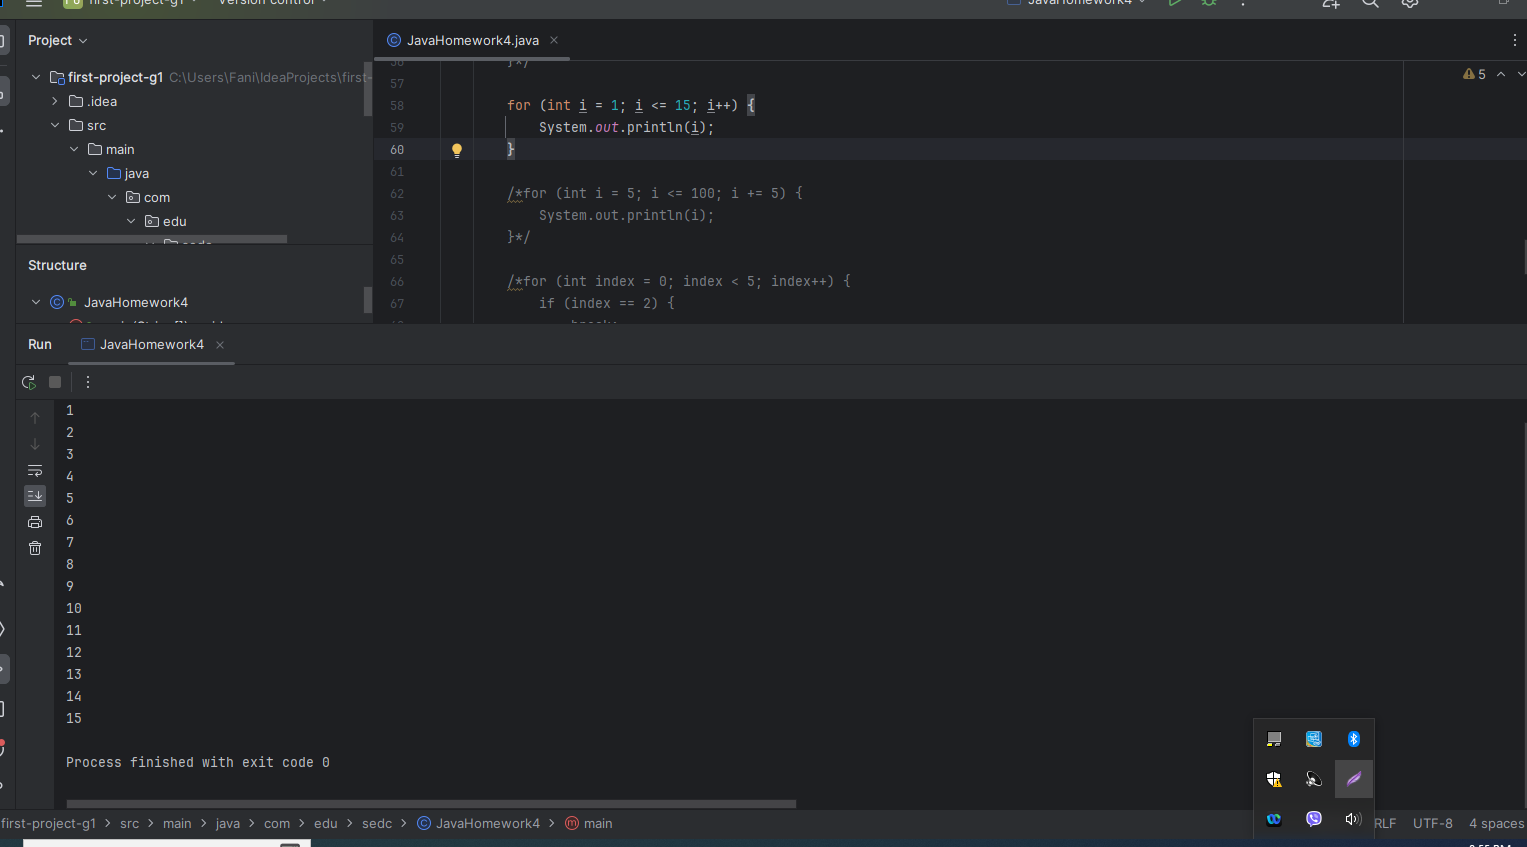 first-project-g1
Version control
JavaHomework4
Project
JavaHomework4.java
first-project-g1 C:\Users\Fani\IdeaProjects\first-
.idea
src
main
java
com
edu
Structure
JavaHomework4
56 }*/
57
58 for (int i = 1; i <= 15; i++) {
59 System.out.println(i);
60 }
61
62 /*for (int i = 5; i <= 100; i += 5) {
63 System.out.println(i);
64 }*/
65
66 /*for (int index = 0; index < 5; index++) {
67 if (index == 2) {
5
Run
JavaHomework4
1
2
3
4
5
6
7
8
9
10
11
12
13
14
15
Process finished with exit code 0
first-project-g1 > src > main > java > com > edu > sedc > JavaHomework4 > main
RLF UTF-8 4 spaces